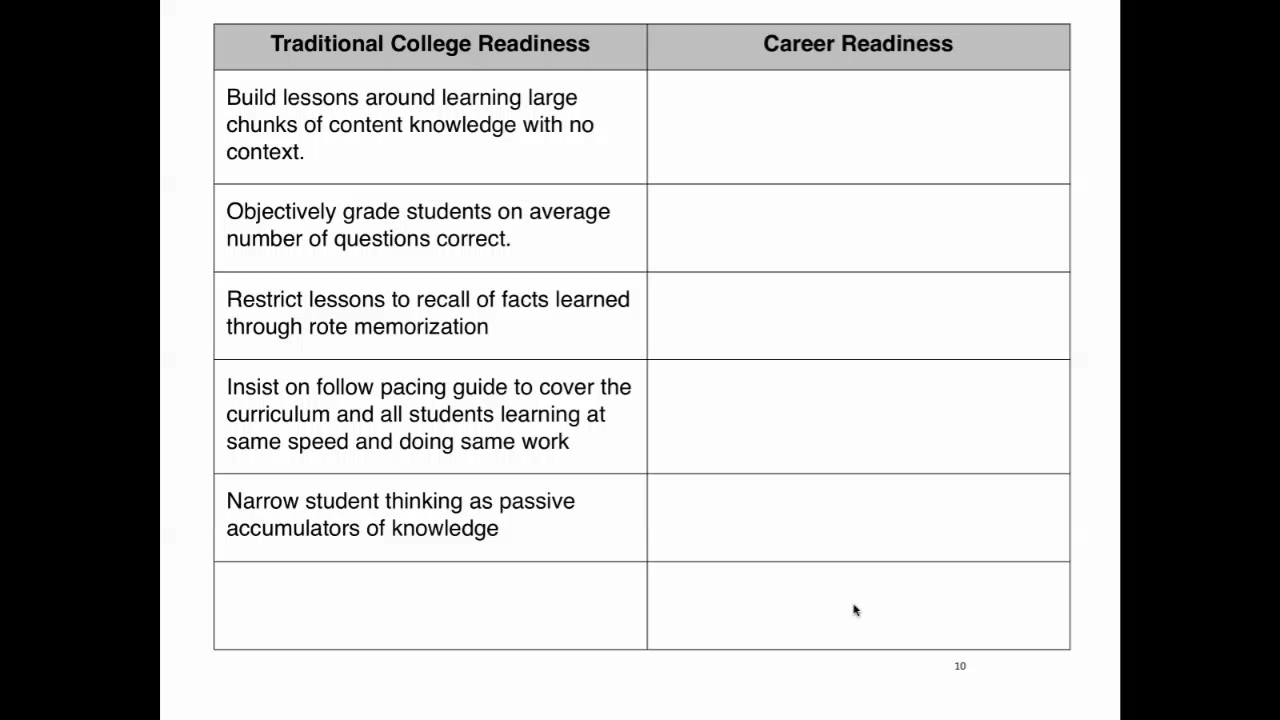 Traditional College Readiness
Career Readiness
Build lessons around learning large
chunks of content knowledge with no
context.
Objectively grade students on average
number of questions correct.
Restrict lessons to recall of facts learned
through rote memorization
Insist on follow pacing guide to cover the
curriculum and all students learning at
same speed and doing same work
Narrow student thinking as passive
accumulators of knowledge
10